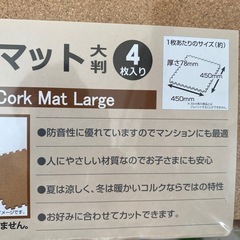 マット 大判 4枚入り
Cork Mat Large
1枚あたりのサイズ(約)
厚さ78mm
450mm
450mm
●防音性に優れていますのでマンションにも最適
●人にやさしい材質なのでお子さまにも安心
●夏は涼しく、冬は暖かいコルクならではの特性
●お好みに合わせてカットできます。